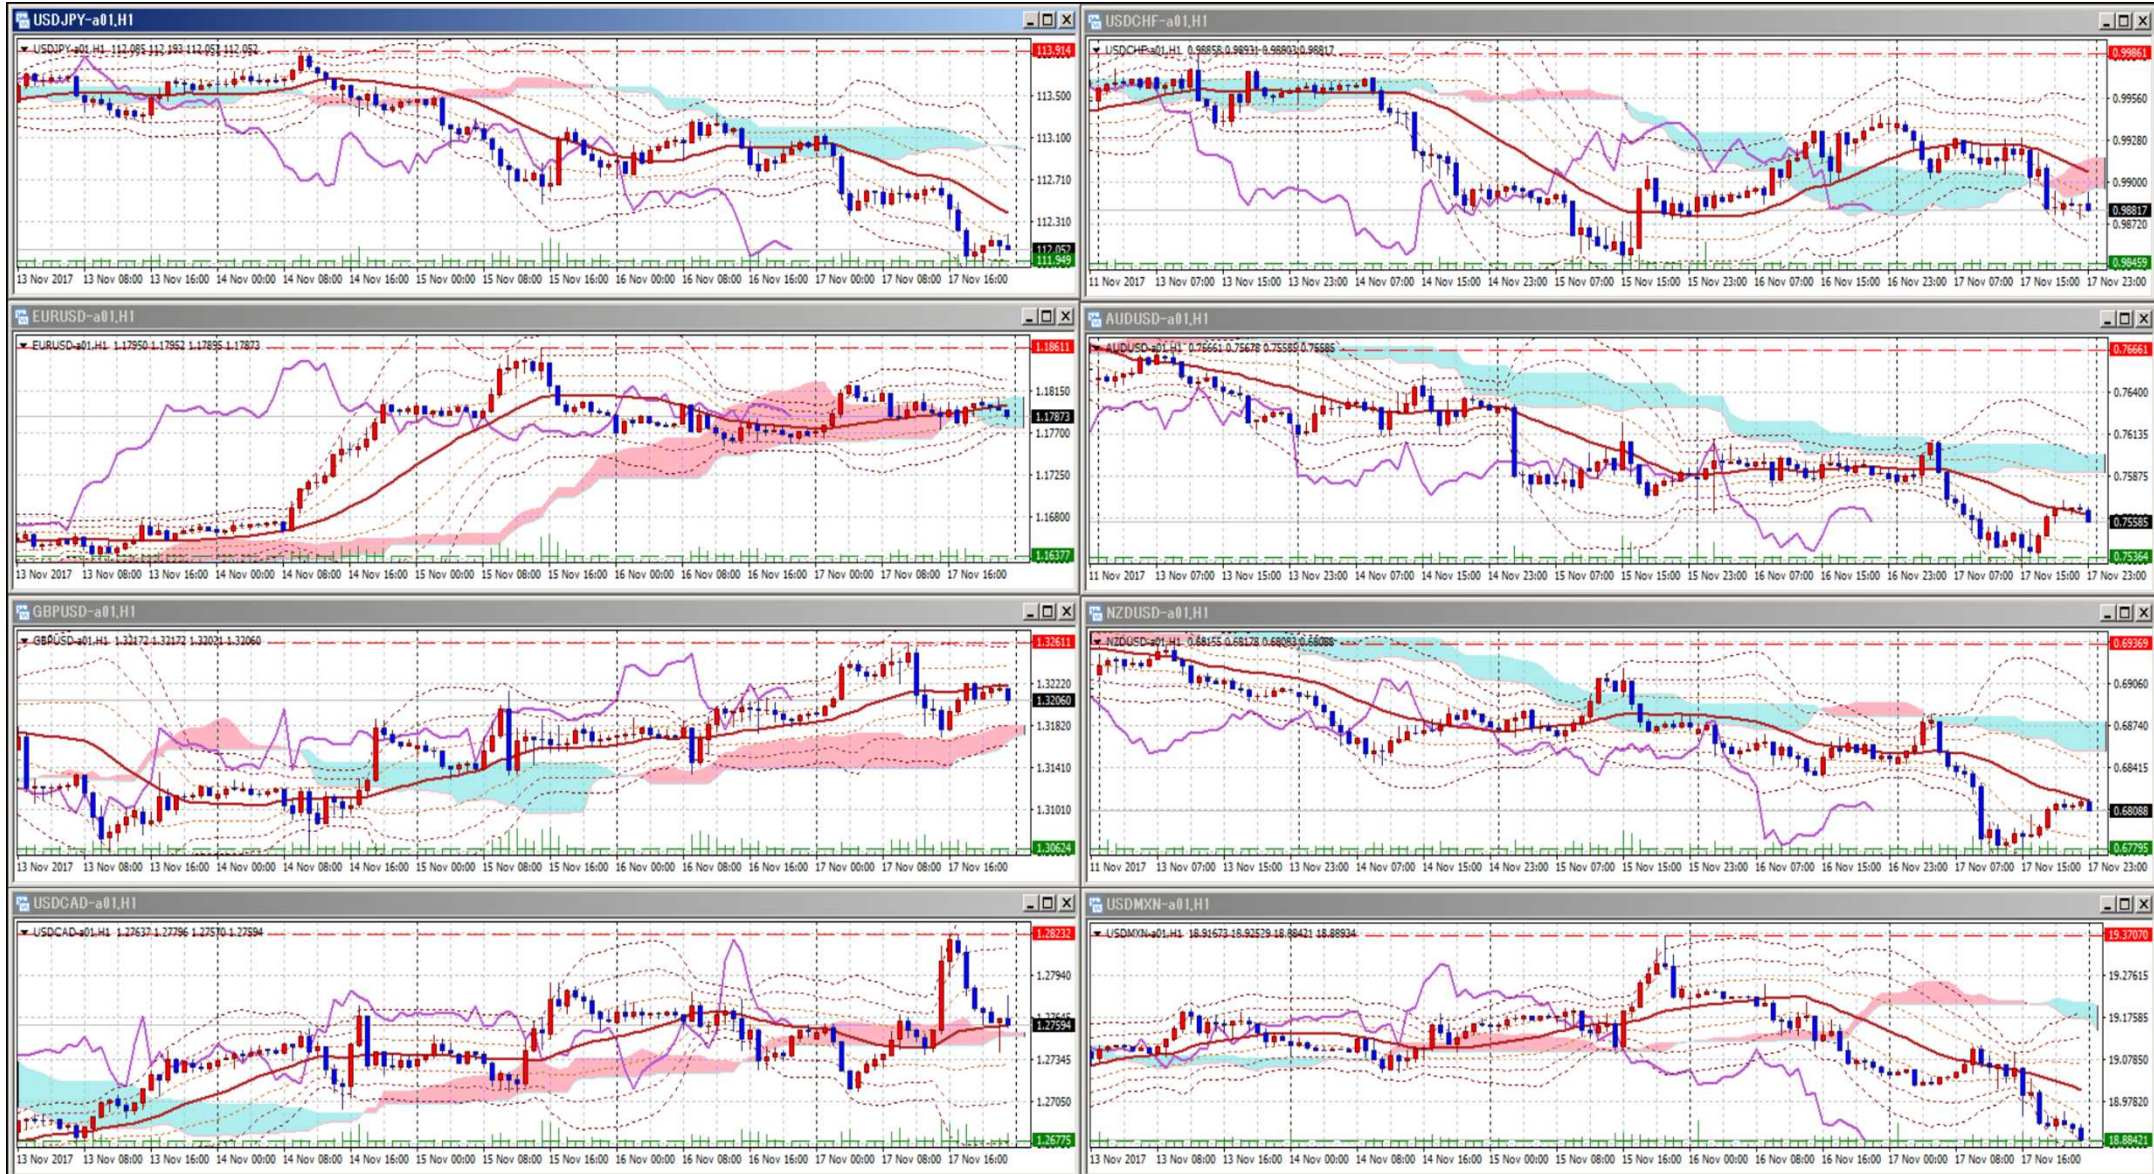 USDJPY-a01,H1
USDJPY-a01,H1 112.085 112.193 112.052 112.052
113.914
113.500
113.100
112.710
112.310
112.052
111.949
13 Nov 2017 13 Nov 08:00 13 Nov 16:00 14 Nov 00:00 14 Nov 08:00 14 Nov 16:00 15 Nov 00:00 15 Nov 08:00 15 Nov 16:00 16 Nov 00:00 16 Nov 08:00 16 Nov 16:00 17 Nov 00:00 17 Nov 08:00 17 Nov 16:00
USDCHF-a01,H1
USDCHF-a01,H1 0.98858 0.98931 0.98803 0.98817
0.99861
0.99560
0.99280
0.99000
0.98817
0.98720
0.98459
11 Nov 2017 13 Nov 07:00 13 Nov 15:00 13 Nov 23:00 14 Nov 07:00 14 Nov 15:00 14 Nov 23:00 15 Nov 07:00 15 Nov 15:00 15 Nov 23:00 16 Nov 07:00 16 Nov 15:00 16 Nov 23:00 17 Nov 07:00 17 Nov 15:00 17 Nov 23:00
EURUSD-a01,H1
EURUSD-a01,H1 1.17950 1.17952 1.17895 1.17873
1.18611
1.18150
1.17873
1.17700
1.17250
1.16800
1.16377
13 Nov 2017 13 Nov 08:00 13 Nov 16:00 14 Nov 00:00 14 Nov 08:00 14 Nov 16:00 15 Nov 00:00 15 Nov 08:00 15 Nov 16:00 16 Nov 00:00 16 Nov 08:00 16 Nov 16:00 17 Nov 00:00 17 Nov 08:00 17 Nov 16:00
AUDUSD-a01,H1
AUDUSD-a01,H1 0.75661 0.75678 0.75585 0.75585
0.76661
0.76400
0.76135
0.75875
0.75585
0.75364
11 Nov 2017 13 Nov 07:00 13 Nov 15:00 13 Nov 23:00 14 Nov 07:00 14 Nov 15:00 14 Nov 23:00 15 Nov 07:00 15 Nov 15:00 15 Nov 23:00 16 Nov 07:00 16 Nov 15:00 16 Nov 23:00 17 Nov 07:00 17 Nov 15:00 17 Nov 23:00
GBPUSD-a01,H1
GBPUSD-a01,H1 1.32172 1.32172 1.32021 1.32060
1.32611
1.32220
1.32060
1.31820
1.31410
1.31010
1.30624
13 Nov 2017 13 Nov 08:00 13 Nov 16:00 14 Nov 00:00 14 Nov 08:00 14 Nov 16:00 15 Nov 00:00 15 Nov 08:00 15 Nov 16:00 16 Nov 00:00 16 Nov 08:00 16 Nov 16:00 17 Nov 00:00 17 Nov 08:00 17 Nov 16:00
NZDUSD-a01,H1
NZDUSD-a01,H1 0.68155 0.68178 0.68083 0.68088
0.69369
0.69060
0.68740
0.68415
0.68088
0.67795
11 Nov 2017 13 Nov 07:00 13 Nov 15:00 13 Nov 23:00 14 Nov 07:00 14 Nov 15:00 14 Nov 23:00 15 Nov 07:00 15 Nov 15:00 15 Nov 23:00 16 Nov 07:00 16 Nov 15:00 16 Nov 23:00 17 Nov 07:00 17 Nov 15:00 17 Nov 23:00
USDCAD-a01,H1
USDCAD-a01,H1 1.27637 1.27796 1.27570 1.27594
1.28232
1.27940
1.27645
1.27594
1.27345
1.27050
1.26775
13 Nov 2017 13 Nov 08:00 13 Nov 16:00 14 Nov 00:00 14 Nov 08:00 14 Nov 16:00 15 Nov 00:00 15 Nov 08:00 15 Nov 16:00 16 Nov 00:00 16 Nov 08:00 16 Nov 16:00 17 Nov 00:00 17 Nov 08:00 17 Nov 16:00
USDMXN-a01,H1
USDMXN-a01,H1 18.91673 18.92529 18.88421 18.88934
19.37070
19.27615
19.17585
19.07850
18.97820
18.88421
13 Nov 2017 13 Nov 08:00 13 Nov 16:00 14 Nov 00:00 14 Nov 08:00 14 Nov 16:00 15 Nov 00:00 15 Nov 08:00 15 Nov 16:00 16 Nov 00:00 16 Nov 08:00 16 Nov 16:00 17 Nov 00:00 17 Nov 08:00 17 Nov 16:00